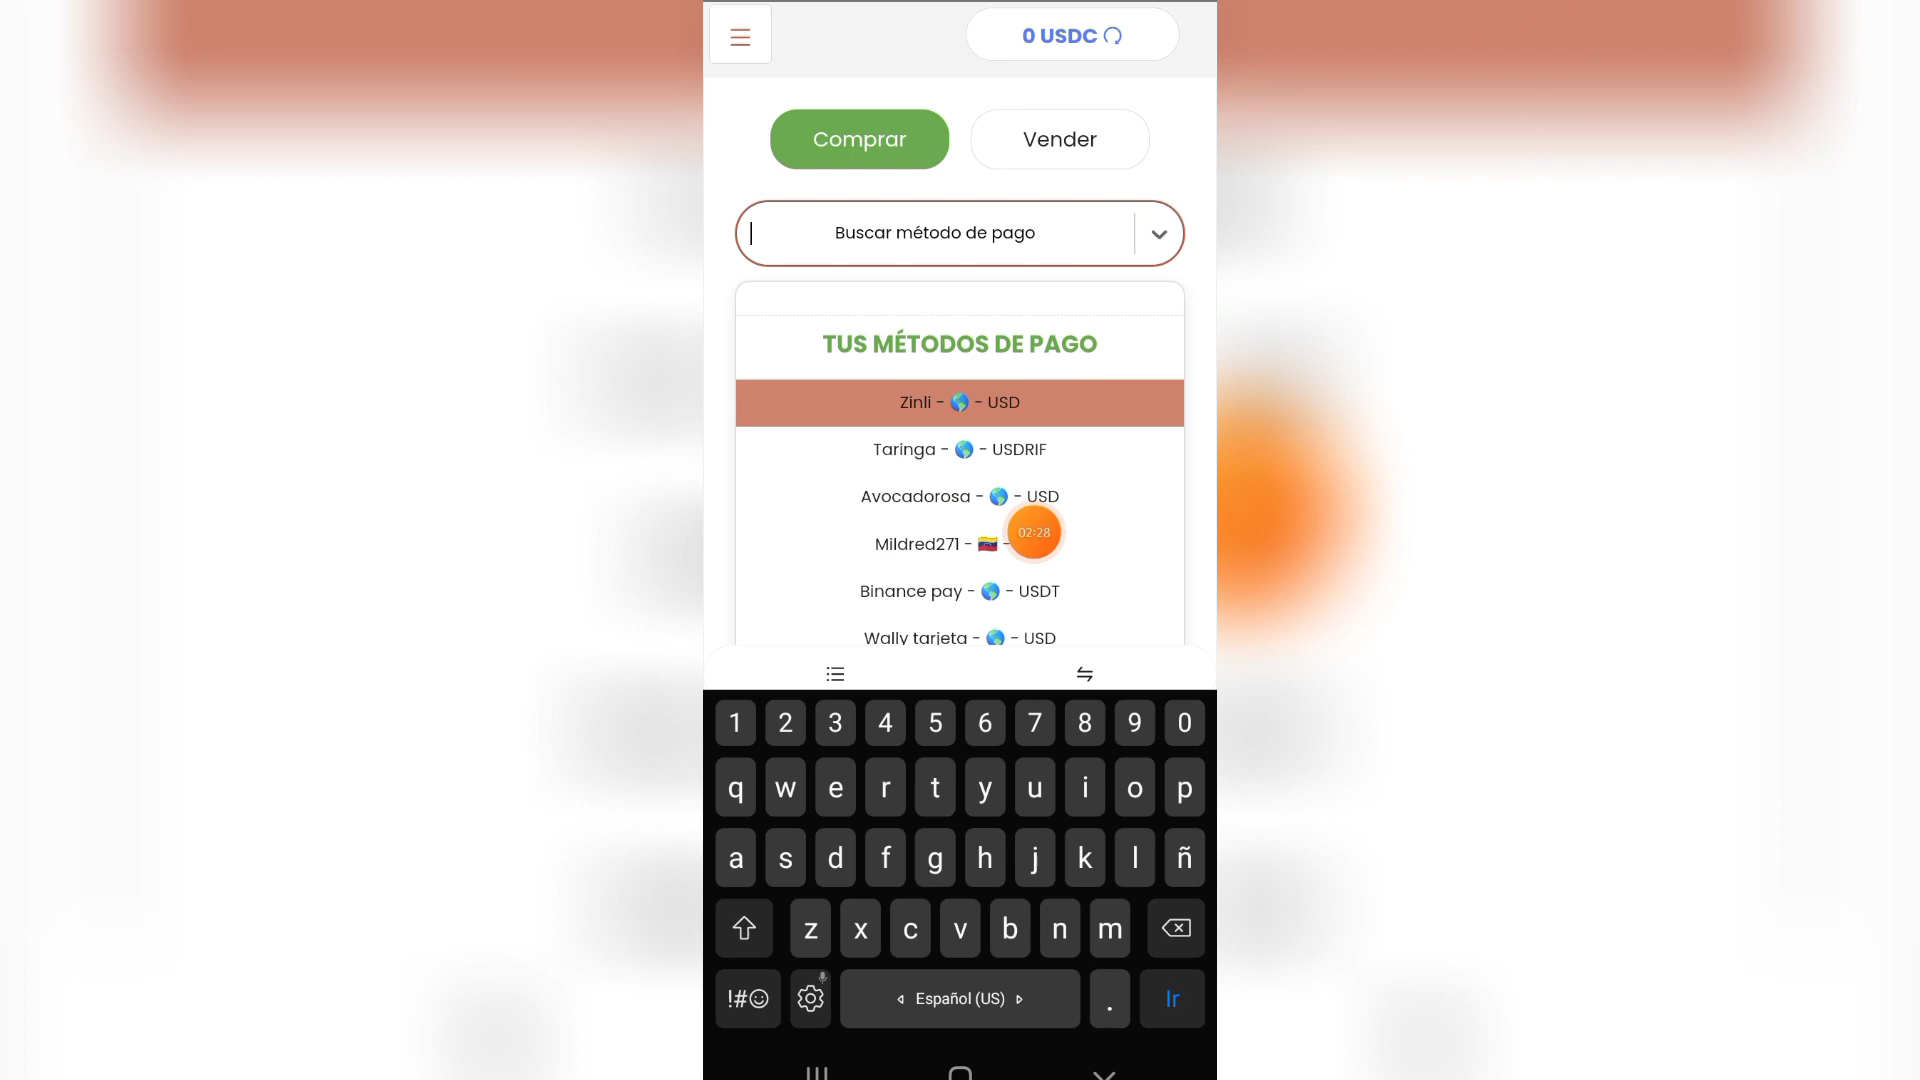 0 USDC
Comprar
Vender
Buscar método de pago
TUS MÉTODOS DE PAGO
Zinli - 🌎 - USD
Taringa - 🌎 - USDRIF
Avocadorosa - 🌎 - USD
Mildred271 - 🇻🇪 -
02:28
Binance pay - 🌎 - USDT
Wally tarjeta - 🌎 - USD
1 2 3 4 5 6 7 8 9 0
q w e r t y u i o p
a s d f g h j k l ñ
z x c v b n m
!#☺ Español (US) . Ir